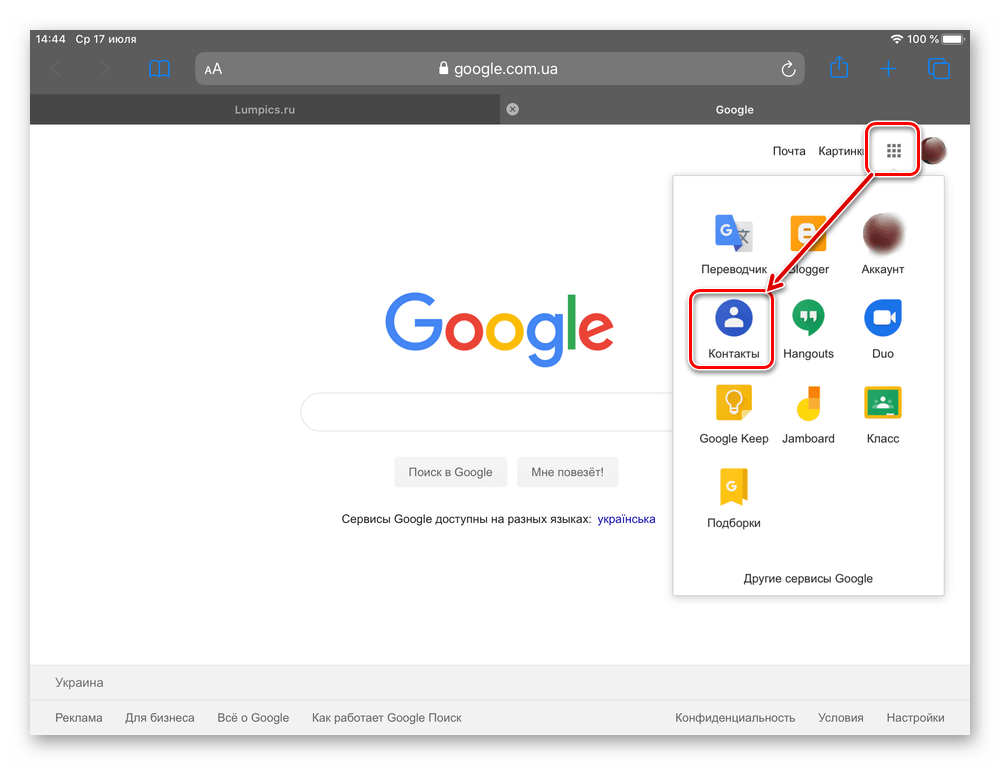 14:44 Ср 17 июля 100 %
AA google.com.ua
Lumpics.ru Google
Почта Картинк
Переводчик Blogger Аккаунт
Контакты Hangouts Duo
Google Keep Jamboard Класс
Подборки
Другие сервисы Google
Google
Поиск в Google Мне повезёт!
Сервисы Google доступны на разных языках: українська
Украина
Реклама Для бизнеса Всё о Google Как работает Google Поиск Конфиденциальность Условия Настройки